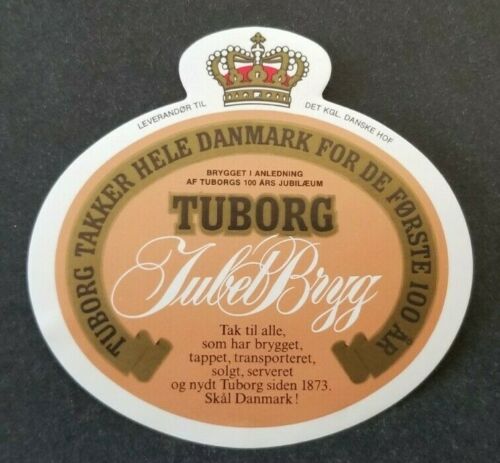 LEVERANDØR TIL DET KGL. DANSKE HOF
TUBORG TAKKER HELE DANMARK FOR DE FØRSTE 100 ÅR
BRYGGET I ANLEDNING
AF TUBORGS 100 ÅRS JUBILÆUM
TUBORG
JubelBryg
Tak til alle,
som har brygget,
tappet, transporteret,
solgt, serveret
og nydt Tuborg siden 1873.
Skål Danmark!